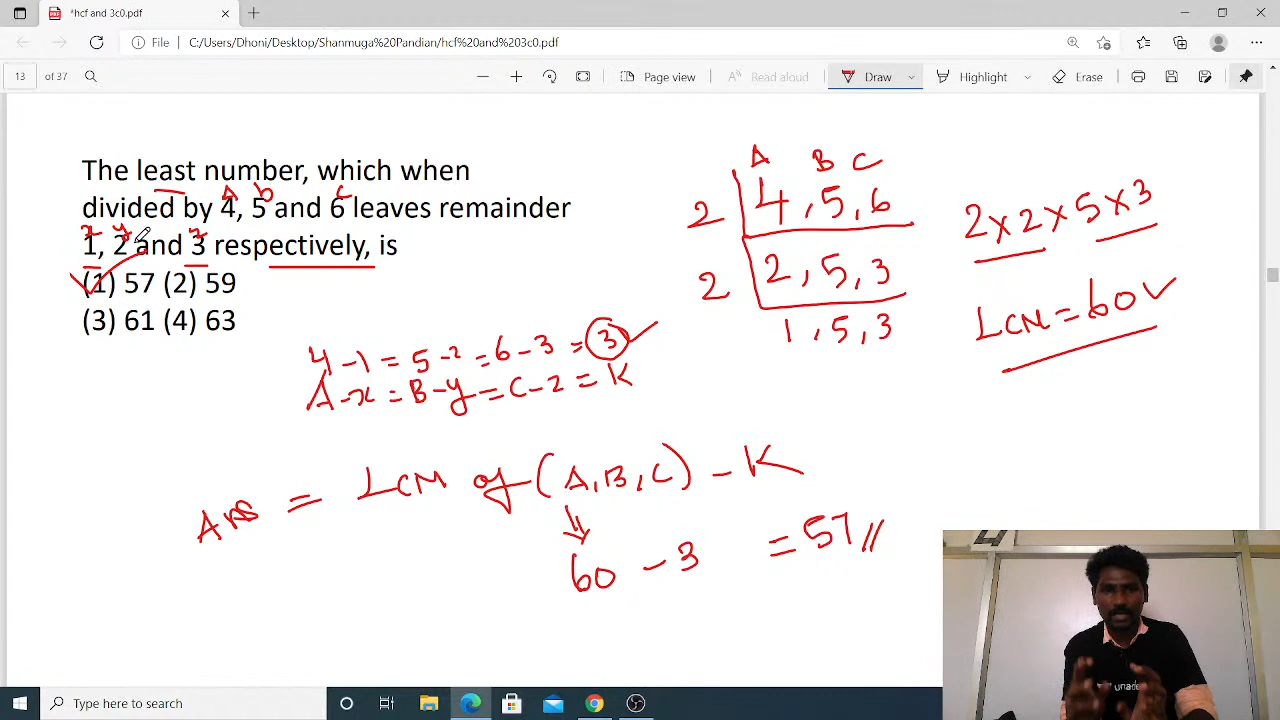 *hcf and 3c0.pdf
File C:/Users/Dhoni/Desktop/Shanmuga%20Pandian/hcf%20and%203c0.pdf
13 of 37 Page view Read aloud Draw Highlight Erase
The least number, which when
A b C
divided by 4, 5 and 6 leaves remainder
x y z
1, 2 and 3 respectively, is
(1) 57 (2) 59
(3) 61 (4) 63
A B C
2 4, 5, 6
2 2, 5, 3
1, 5, 3
2×2×5×3
LCM = 60
4-1 = 5-2 = 6-3 = 3
A-x = B-y = C-z = K
Ans = LCM of (A, B, C) - K
60 - 3 = 57//
Type here to search